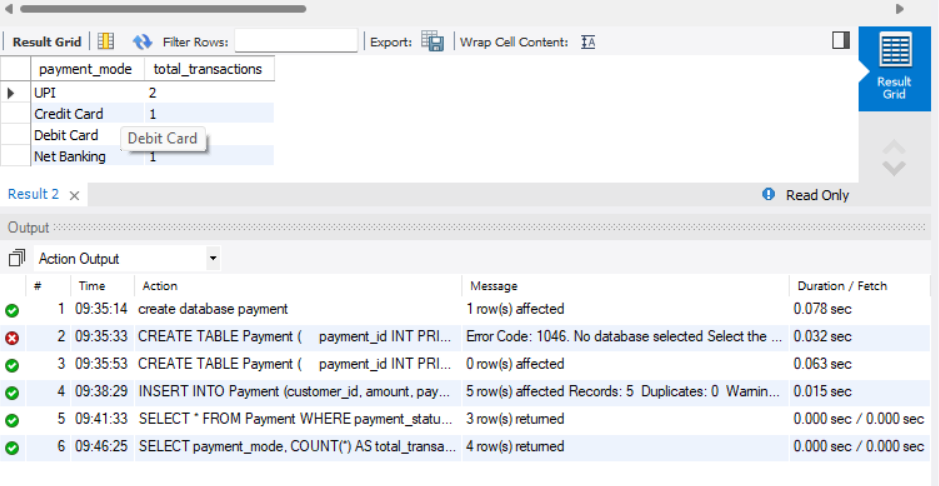 Result Grid Filter Rows: Export: Wrap Cell Content: IA
Result Grid
payment_mode total_transactions
UPI 2
Credit Card 1
Debit Card
Debit Card
Net Banking 1
Result 2 × Read Only
Output
Action Output
# Time Action Message Duration / Fetch
1 09:35:14 create database payment 1 row(s) affected 0.078 sec
2 09:35:33 CREATE TABLE Payment ( payment_id INT PRI... Error Code: 1046. No database selected Select the ... 0.032 sec
3 09:35:53 CREATE TABLE Payment ( payment_id INT PRI... 0 row(s) affected 0.063 sec
4 09:38:29 INSERT INTO Payment (customer_id, amount, pay... 5 row(s) affected Records: 5 Duplicates: 0 Warnin... 0.015 sec
5 09:41:33 SELECT * FROM Payment WHERE payment_statu... 3 row(s) returned 0.000 sec / 0.000 sec
6 09:46:25 SELECT payment_mode, COUNT(*) AS total_transa... 4 row(s) returned 0.000 sec / 0.000 sec